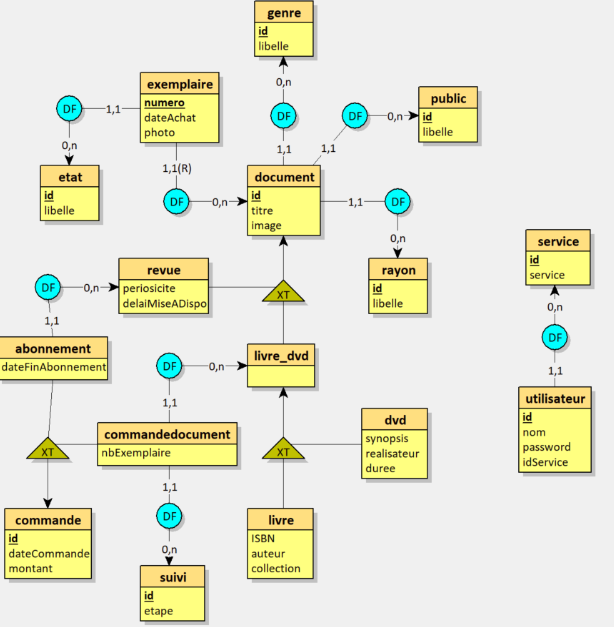 genre
id
libelle
0,n
DF
1,1
exemplaire
numero
dateAchat
photo
DF
1,1
0,n
etat
id
libelle
1,1(R)
DF
0,n
public
id
libelle
DF
0,n
1,1
document
id
titre
image
1,1
DF
0,n
rayon
id
libelle
service
id
service
0,n
DF
1,1
utilisateur
id
nom
password
idService
revue
periosicite
delaiMiseADispo
XT
DF
0,n
1,1
abonnement
dateFinAbonnement
livre_dvd
DF
0,n
1,1
commandedocument
nbExemplaire
XT
dvd
synopsis
realisateur
duree
XT
1,1
DF
0,n
commande
id
dateCommande
montant
livre
ISBN
auteur
collection
suivi
id
etape